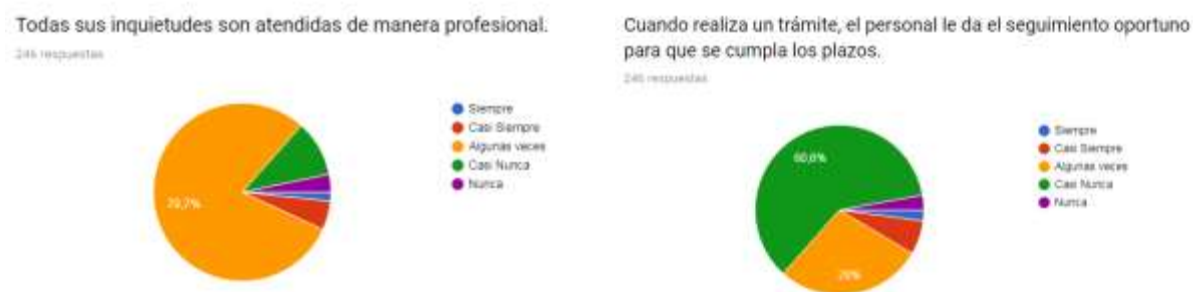 Todas sus inquietudes son atendidas de manera profesional.
246 respuestas
Siempre
Casi Siempre
Algunas veces
Casi Nunca
Nunca
79,7%
Cuando realiza un trámite, el personal le da el seguimiento oportuno
para que se cumpla los plazos.
246 respuestas
Siempre
Casi Siempre
Algunas veces
Casi Nunca
Nunca